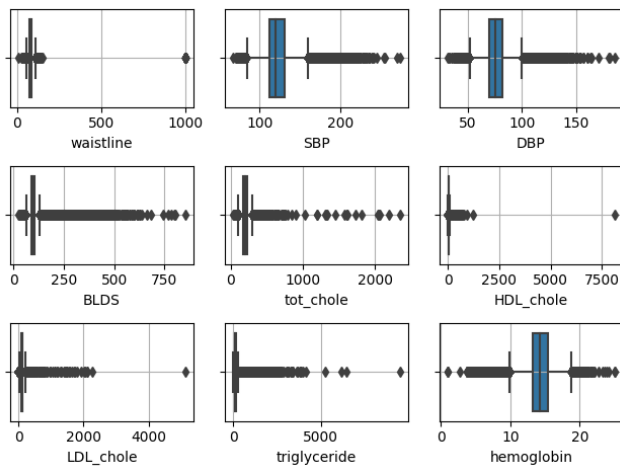 0 500 1000
waistline
100 200
SBP
50 100 150
DBP
0 250 500 750
BLDS
0 1000 2000
tot_chole
0 2500 5000 7500
HDL_chole
0 2000 4000
LDL_chole
0 5000
triglyceride
0 10 20
hemoglobin